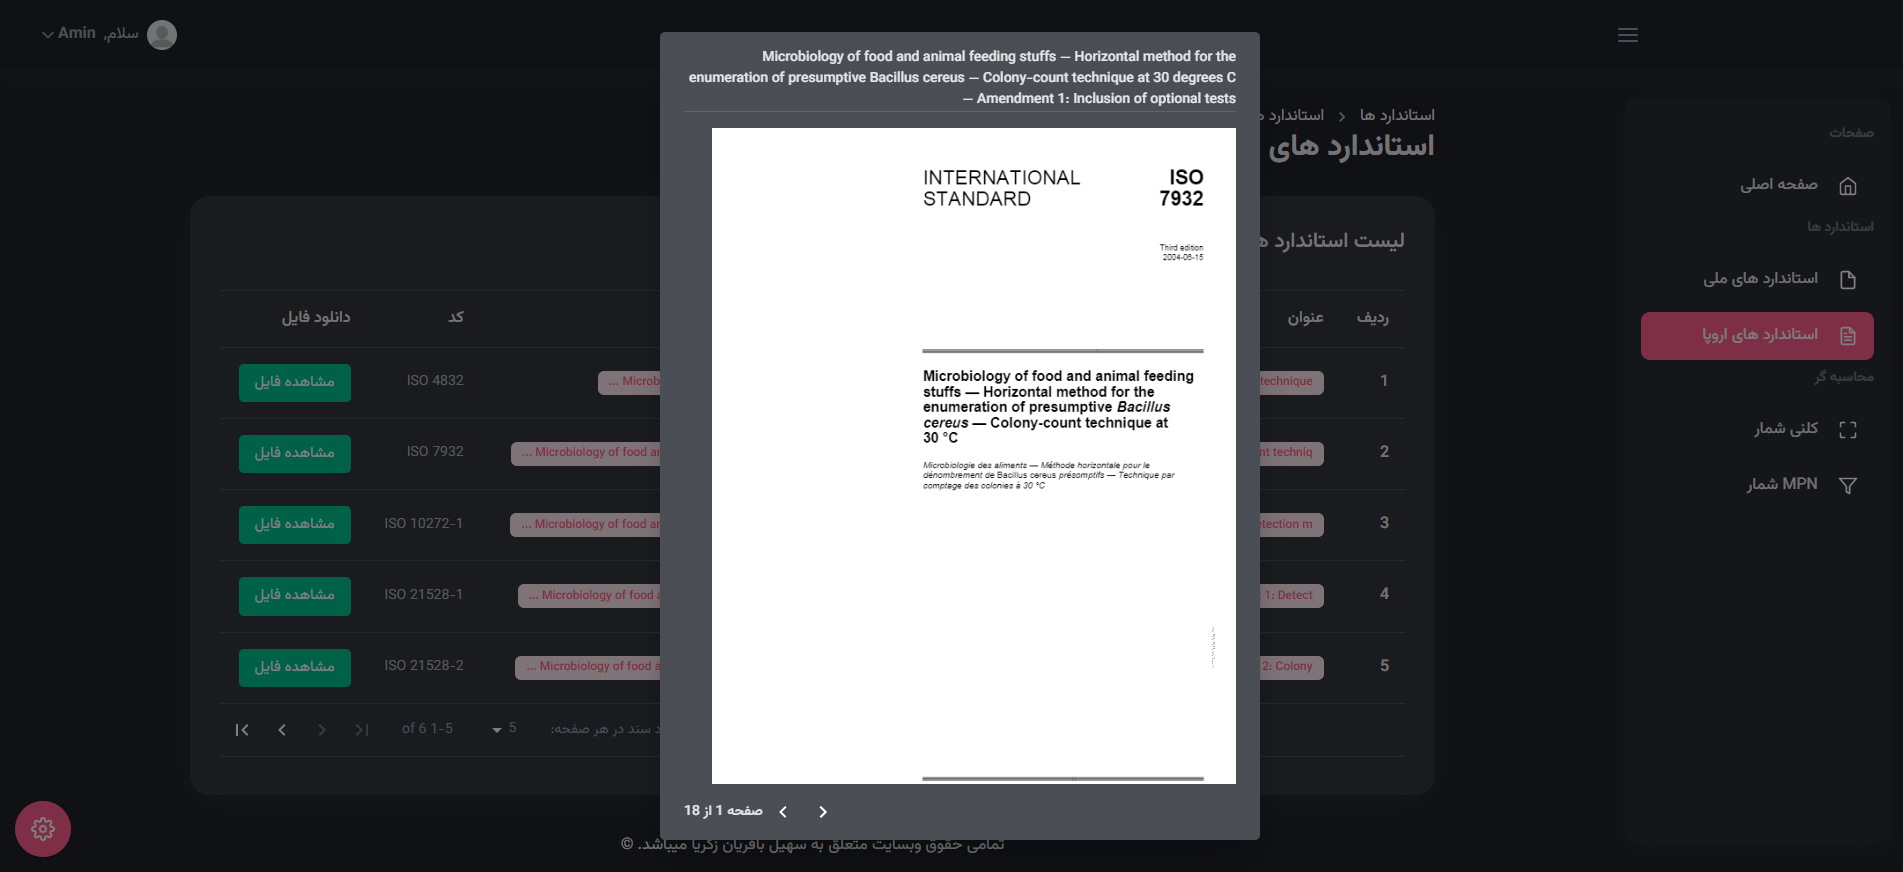 سلام, Amin
Microbiology of food and animal feeding stuffs – Horizontal method for the
enumeration of presumptive Bacillus cereus – Colony-count technique at 30 degrees C
– Amendment 1: Inclusion of optional tests
استاندارد ها
استاندارد
استاندارد های
صفحات
صفحه اصلی
استاندارد ها
استاندارد های ملی
استاندارد های اروپا
محاسبه گر
کلنی شمار
MPN شمار
INTERNATIONAL
STANDARD
ISO
7932
Third edition
2004-06-15
Microbiology of food and animal feeding
stuffs — Horizontal method for the
enumeration of presumptive Bacillus
cereus — Colony-count technique at
30 °C
Microbiologie des aliments — Méthode horizontale pour le
dénombrement de Bacillus cereus présomptifs — Technique par
comptage des colonies à 30 °C
صفحه 1 از 18
لیست استاندارد
ردیف
عنوان
کد
دانلود فایل
1
technique
... Microb
ISO 4832
مشاهده فایل
2
nt techniq
... Microbiology of food ar
ISO 7932
مشاهده فایل
3
tection m
... Microbiology of food ar
ISO 10272-1
مشاهده فایل
4
1: Detect
... Microbiology of food a
ISO 21528-1
مشاهده فایل
5
2: Colony
... Microbiology of food a
ISO 21528-2
مشاهده فایل
د سند در هر صفحه:
5
1-5 of 6
تمامی حقوق وبسایت متعلق به سهیل باقریان زکریا میباشد. ©